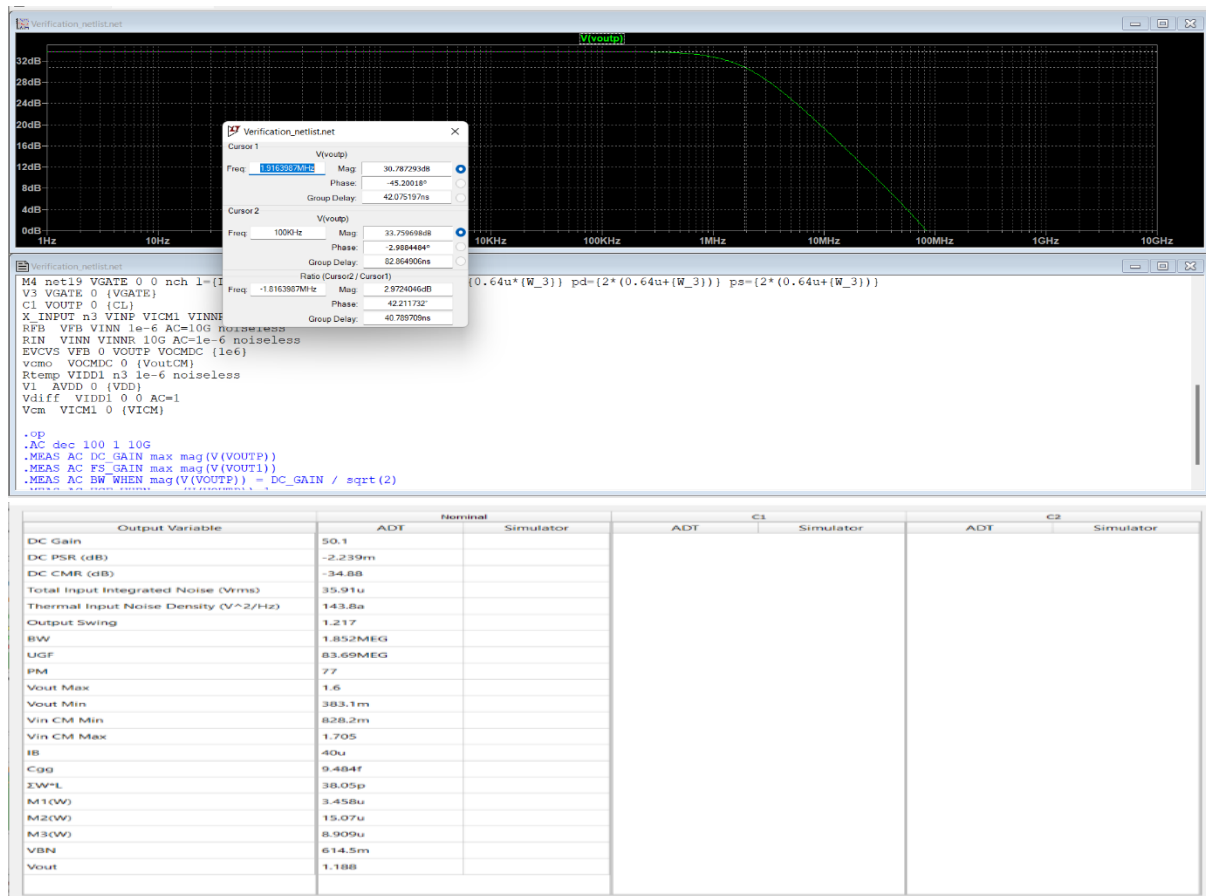 Verification_netlist.net
V(voutp)
32dB
28dB
24dB
20dB
16dB
12dB
8dB
4dB
0dB
1Hz 10Hz 10KHz 100KHz 1MHz 10MHz 100MHz 1GHz 10GHz
Verification_netlist.net
Cursor 1
V(voutp)
Freq: 1.9163987MHz Mag: 30.787293dB
Phase: -45.20018°
Group Delay: 42.075197ns
Cursor 2
V(voutp)
Freq: 100KHz Mag: 33.759698dB
Phase: -2.9884484°
Group Delay: 82.864906ns
Ratio (Cursor2 / Cursor1)
Freq: -1.8163987MHz Mag: 2.9724046dB
Phase: 42.211732°
Group Delay: 40.789709ns
Verification_netlist.net
M4 net19 VGATE 0 0 nch l={ {0.64u*{W_3}} pd={2*(0.64u+{W_3})} ps={2*(0.64u+{W_3})}
V3 VGATE 0 {VGATE}
C1 VOUTP 0 {CL}
X_INPUT n3 VINP VICM1 VINNR
RFB VFB VINN 1e-6 AC=10G noiseless
RIN VINN VINNR 10G AC=1e-6 noiseless
EVCVS VFB 0 VOUTP VOCMDC {1e6}
vcmo VOCMDC 0 {VoutCM}
Rtemp VIDD1 n3 1e-6 noiseless
V1 AVDD 0 {VDD}
Vdiff VIDD1 0 0 AC=1
Vcm VICM1 0 {VICM}
.op
.AC dec 100 1 10G
.MEAS AC DC_GAIN max mag(V(VOUTP))
.MEAS AC FS_GAIN max mag(V(VOUT1))
.MEAS AC BW WHEN mag(V(VOUTP)) = DC_GAIN / sqrt(2)
Nominal C1 C2
Output Variable ADT Simulator ADT Simulator ADT Simulator
DC Gain 50.1
DC PSR (dB) -2.239m
DC CMR (dB) -34.88
Total Input Integrated Noise (Vrms) 35.91u
Thermal Input Noise Density (V^2/Hz) 143.8a
Output Swing 1.217
BW 1.852MEG
UGF 83.69MEG
PM 77
Vout Max 1.6
Vout Min 383.1m
Vin CM Min 828.2m
Vin CM Max 1.705
IB 40u
Cgg 9.484f
ΣW*L 38.05p
M1(W) 3.458u
M2(W) 15.07u
M3(W) 8.909u
VBN 614.5m
Vout 1.188